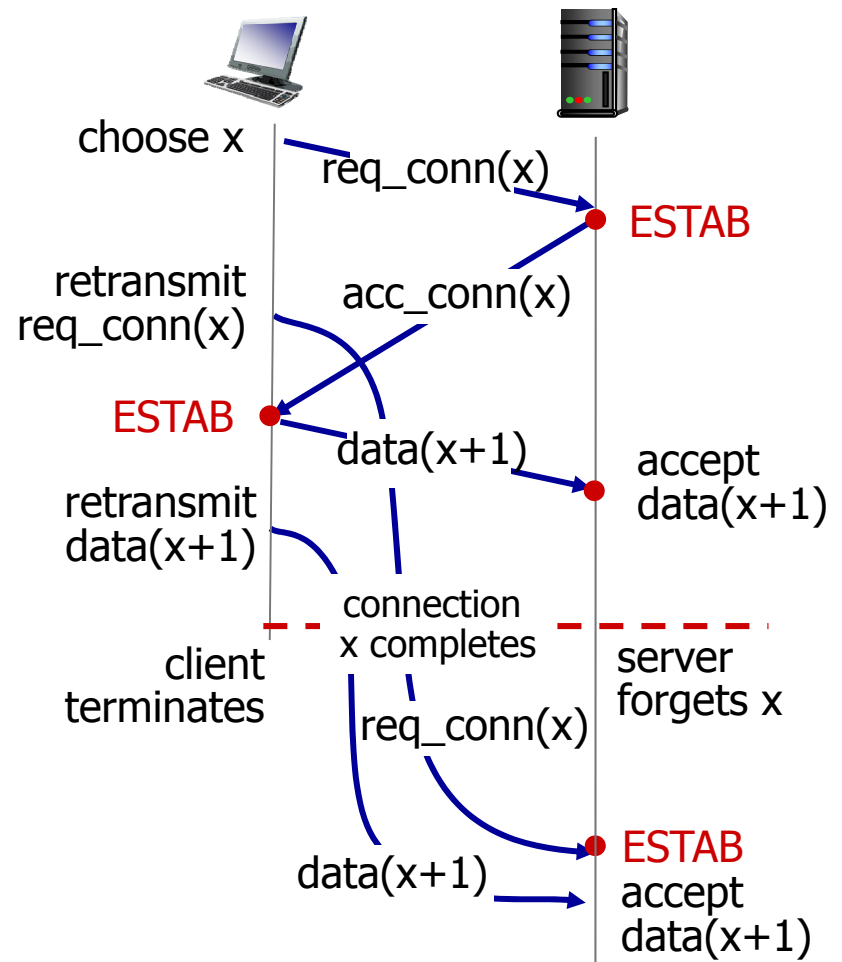 choose x
req_conn(x)
ESTAB
retransmit
req_conn(x)
acc_conn(x)
ESTAB
data(x+1)
accept
data(x+1)
retransmit
data(x+1)
connection
x completes
client
terminates
server
forgets x
req_conn(x)
ESTAB
data(x+1)
accept
data(x+1)